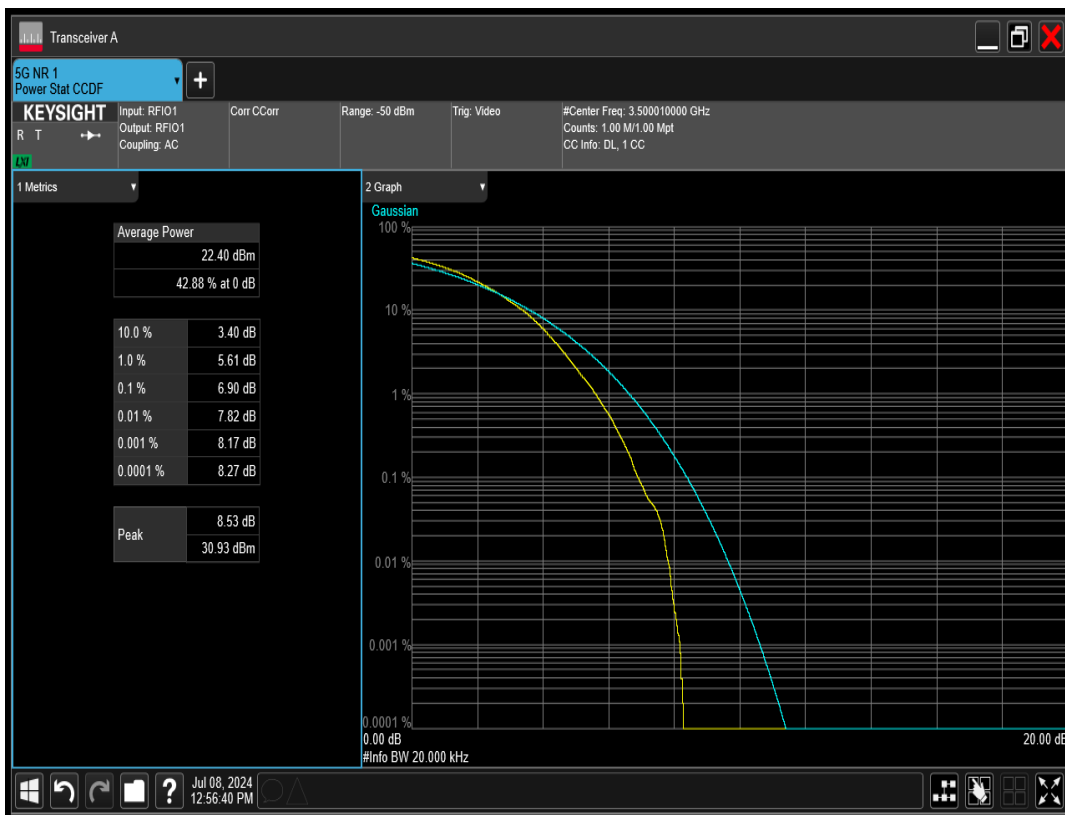 Transceiver A
5G NR 1
Power Stat CCDF
+
KEYSIGHT
R T
LXI
Input: RFIO1
Output: RFIO1
Coupling: AC
Corr CCorr
Range: -50 dBm
Trig: Video
#Center Freq: 3.500010000 GHz
Counts: 1.00 M/1.00 Mpt
CC Info: DL, 1 CC
1 Metrics
Average Power
22.40 dBm
42.88 % at 0 dB
10.0 % 3.40 dB
1.0 % 5.61 dB
0.1 % 6.90 dB
0.01 % 7.82 dB
0.001 % 8.17 dB
0.0001 % 8.27 dB
Peak
8.53 dB
30.93 dBm
2 Graph
Gaussian
100 %
10 %
1 %
0.1 %
0.01 %
0.001 %
0.0001 %
0.00 dB
20.00 dB
#Info BW 20.000 kHz
?
Jul 08, 2024
12:56:40 PM